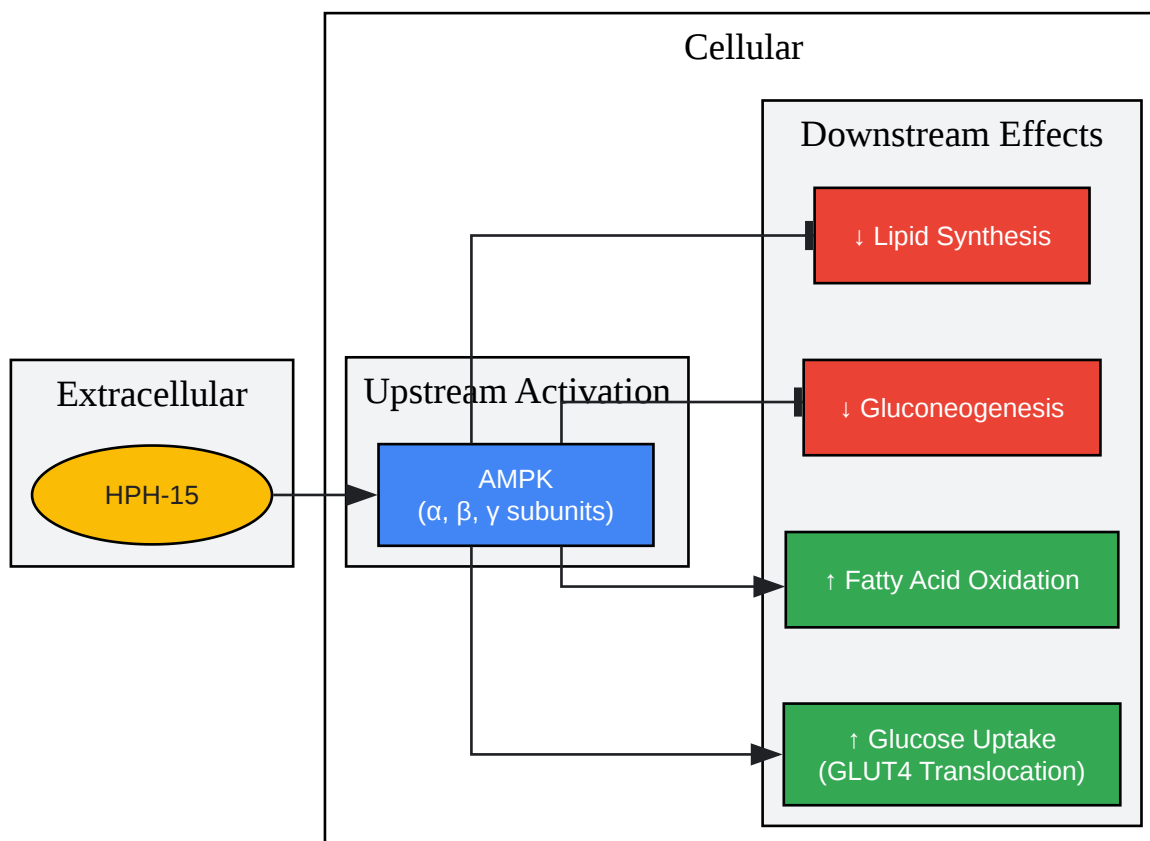 Cellular
Downstream Effects
↓ Lipid Synthesis
Extracellular
Upstream Activation
↓ Gluconeogenesis
HPH-15
AMPK
(α, β, γ subunits)
↑ Fatty Acid Oxidation
↑ Glucose Uptake
(GLUT4 Translocation)